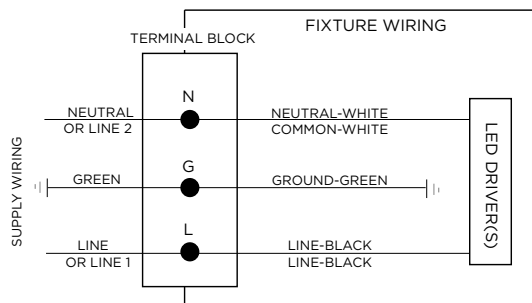 FIXTURE WIRING
TERMINAL BLOCK
N
NEUTRAL
OR LINE 2
NEUTRAL-WHITE
COMMON-WHITE
G
GREEN
GROUND-GREEN
L
LINE
OR LINE 1
LINE-BLACK
LINE-BLACK
SUPPLY WIRING
LED DRIVER(S)